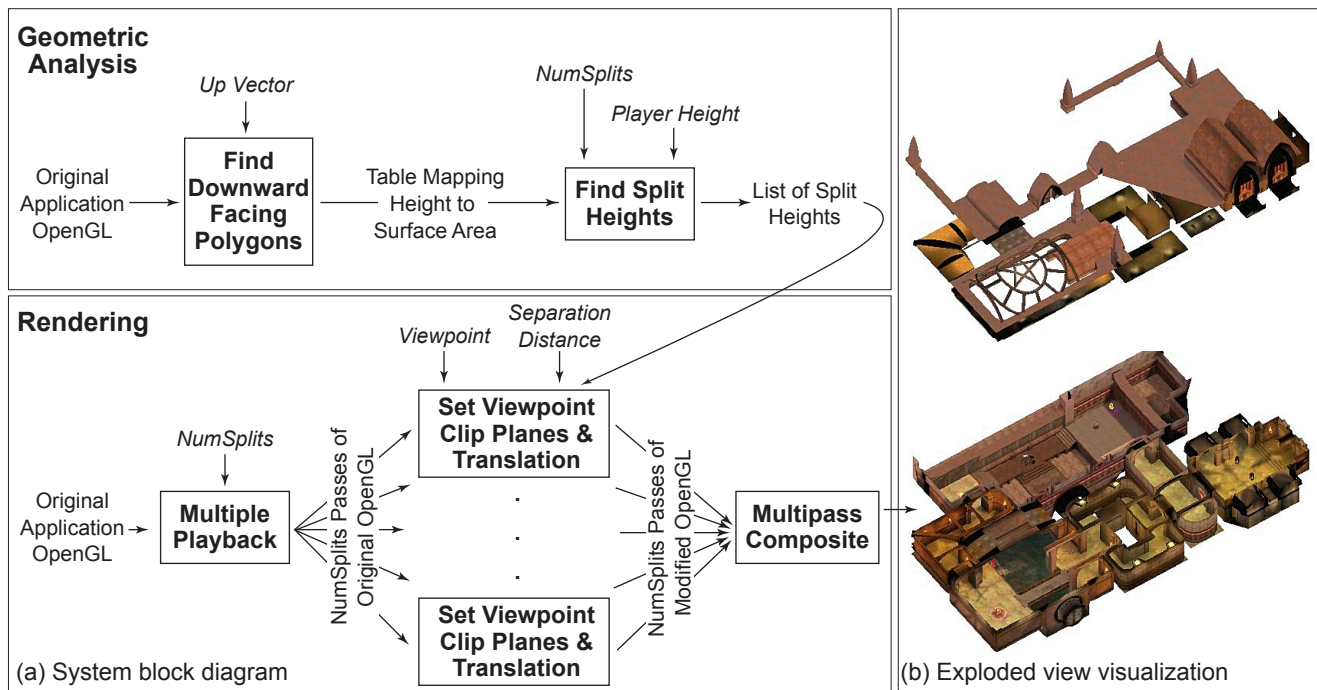 Geometric
Analysis
Up Vector
NumSplits
Player Height
Original
Application
OpenGL
Find
Downward
Facing
Polygons
Table Mapping
Height to
Surface Area
Find Split
Heights
List of Split
Heights
Rendering
Viewpoint
Separation
Distance
NumSplits
Original
Application
OpenGL
Multiple
Playback
NumSplits Passes of
Original OpenGL
Set Viewpoint
Clip Planes &
Translation
.
.
.
Set Viewpoint
Clip Planes &
Translation
.
.
.
NumSplits Passes of
Modified OpenGL
Multipass
Composite
(a) System block diagram
(b) Exploded view visualization